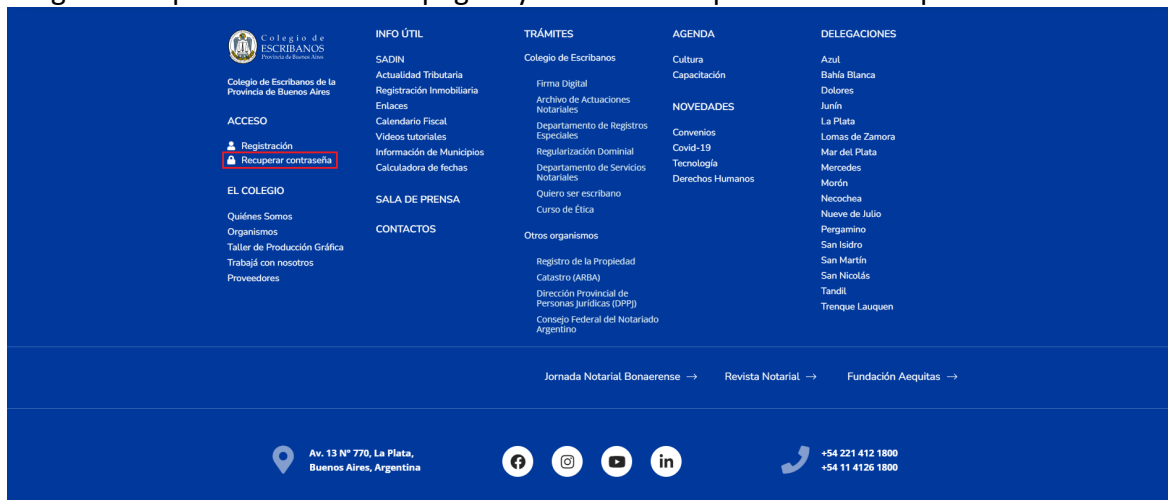 Colegio de
ESCRIBANOS
Provincia de Buenos Aires
Colegio de Escribanos de la
Provincia de Buenos Aires
ACCESO
Registración
Recuperar contraseña
EL COLEGIO
Quiénes Somos
Organismos
Taller de Producción Gráfica
Trabajá con nosotros
Proveedores
INFO ÚTIL
SADIN
Actualidad Tributaria
Registración Inmobiliaria
Enlaces
Calendario Fiscal
Videos tutoriales
Información de Municipios
Calculadora de fechas
SALA DE PRENSA
CONTACTOS
TRÁMITES
Colegio de Escribanos
Firma Digital
Archivo de Actuaciones
Notariales
Departamento de Registros
Especiales
Regularización Dominial
Departamento de Servicios
Notariales
Quiero ser escribano
Curso de Ética
Otros organismos
Registro de la Propiedad
Catastro (ARBA)
Dirección Provincial de
Personas Jurídicas (DPPJ)
Consejo Federal del Notariado
Argentino
AGENDA
Cultura
Capacitación
NOVEDADES
Convenios
Covid-19
Tecnología
Derechos Humanos
DELEGACIONES
Azul
Bahía Blanca
Dolores
Junín
La Plata
Lomas de Zamora
Mar del Plata
Mercedes
Morón
Necochea
Nueve de Julio
Pergamino
San Isidro
San Martín
San Nicolás
Tandil
Trenque Lauquen
Jornada Notarial Bonaerense →
Revista Notarial →
Fundación Aequitas →
Av. 13 N° 770, La Plata,
Buenos Aires, Argentina
+54 221 412 1800
+54 11 4126 1800